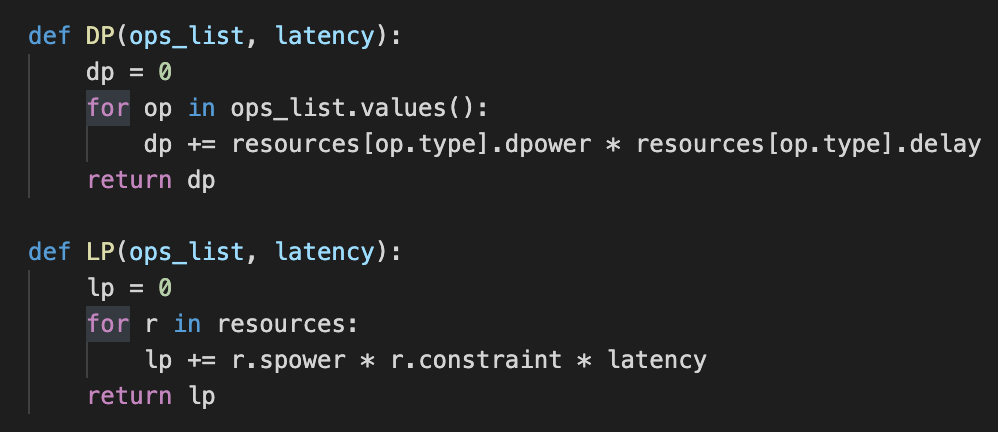 def DP(ops_list, latency):
    dp = 0
    for op in ops_list.values():
        dp += resources[op.type].dpower * resources[op.type].delay
    return dp

def LP(ops_list, latency):
    lp = 0
    for r in resources:
        lp += r.spower * r.constraint * latency
    return lp